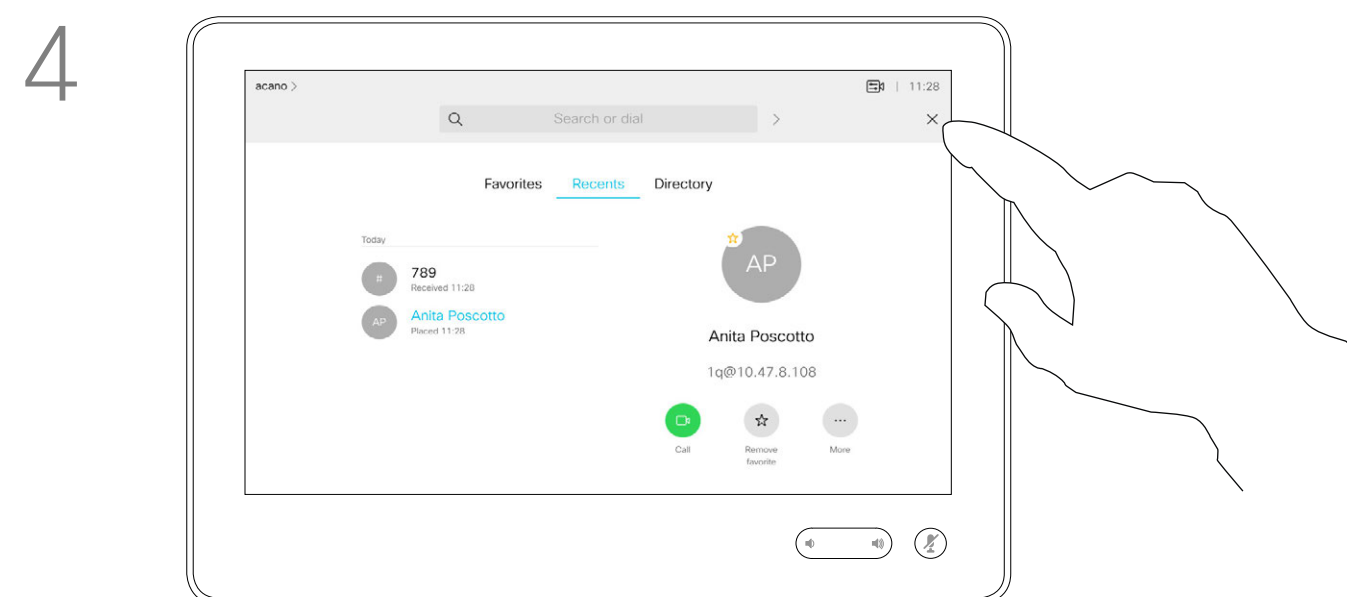 4
acano >
11:28
Search or dial
Favorites Recents Directory
Today
#
789
Received 11:28
AP
Anita Poscotto
Placed 11:28
AP
Anita Poscotto
1q@10.47.8.108
Call
Remove
favorite
More